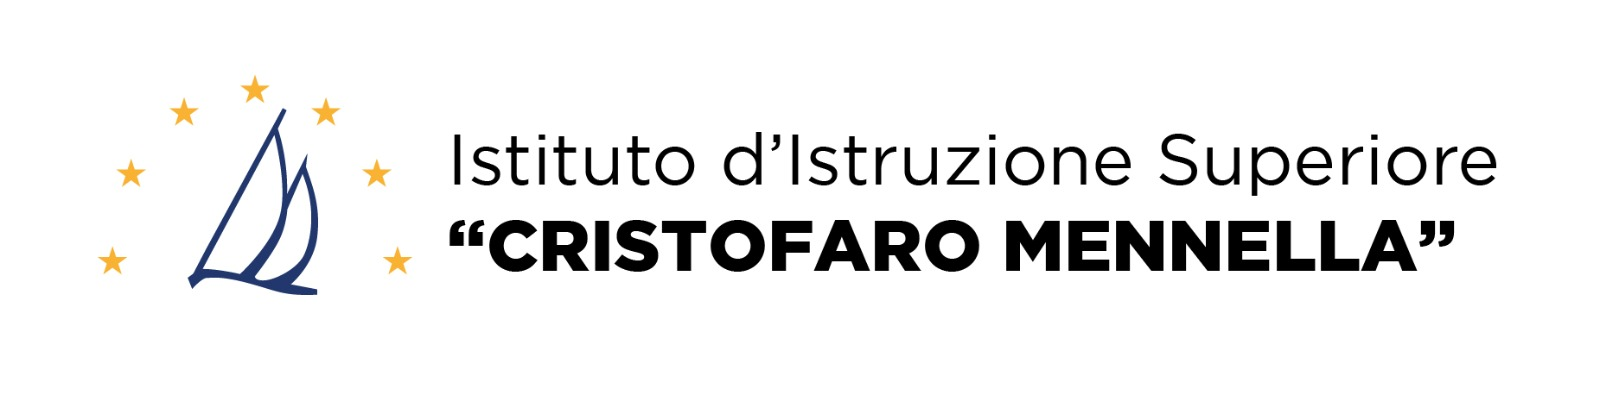 Istituto d’Istruzione Superiore
“CRISTOFARO MENNELLA”